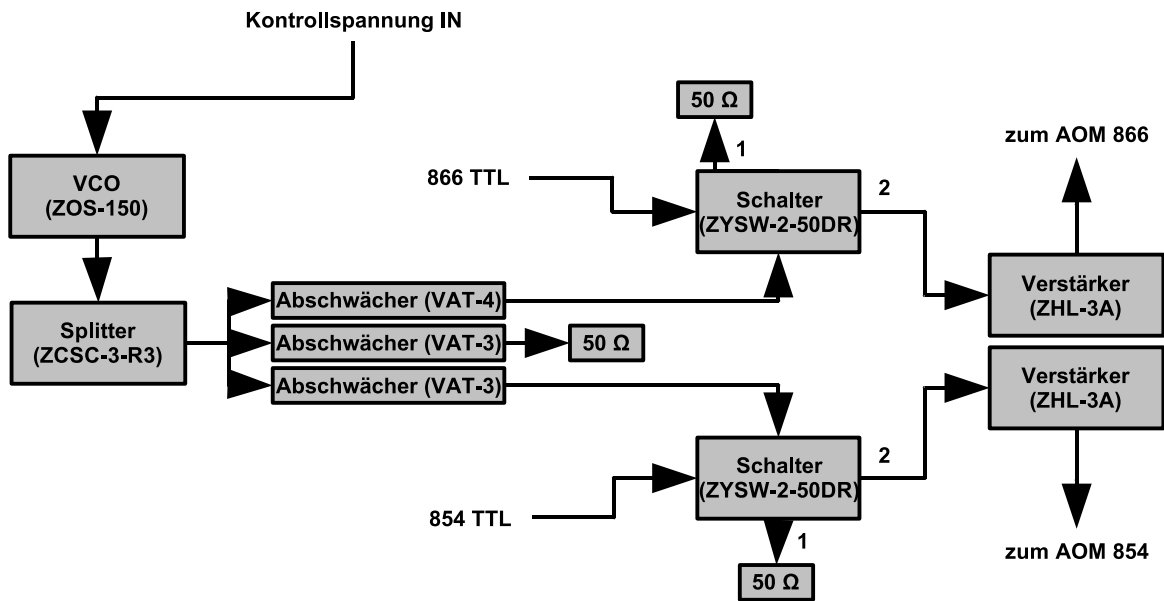 Kontrollspannung IN
50 Ω
zum AOM 866
1
VCO
(ZOS-150)
866 TTL
Schalter
(ZYSW-2-50DR)
2
Abschwächer (VAT-4)
Verstärker
(ZHL-3A)
Splitter
(ZCSC-3-R3)
Abschwächer (VAT-3)
50 Ω
Abschwächer (VAT-3)
Verstärker
(ZHL-3A)
Schalter
(ZYSW-2-50DR)
2
854 TTL
1
zum AOM 854
50 Ω